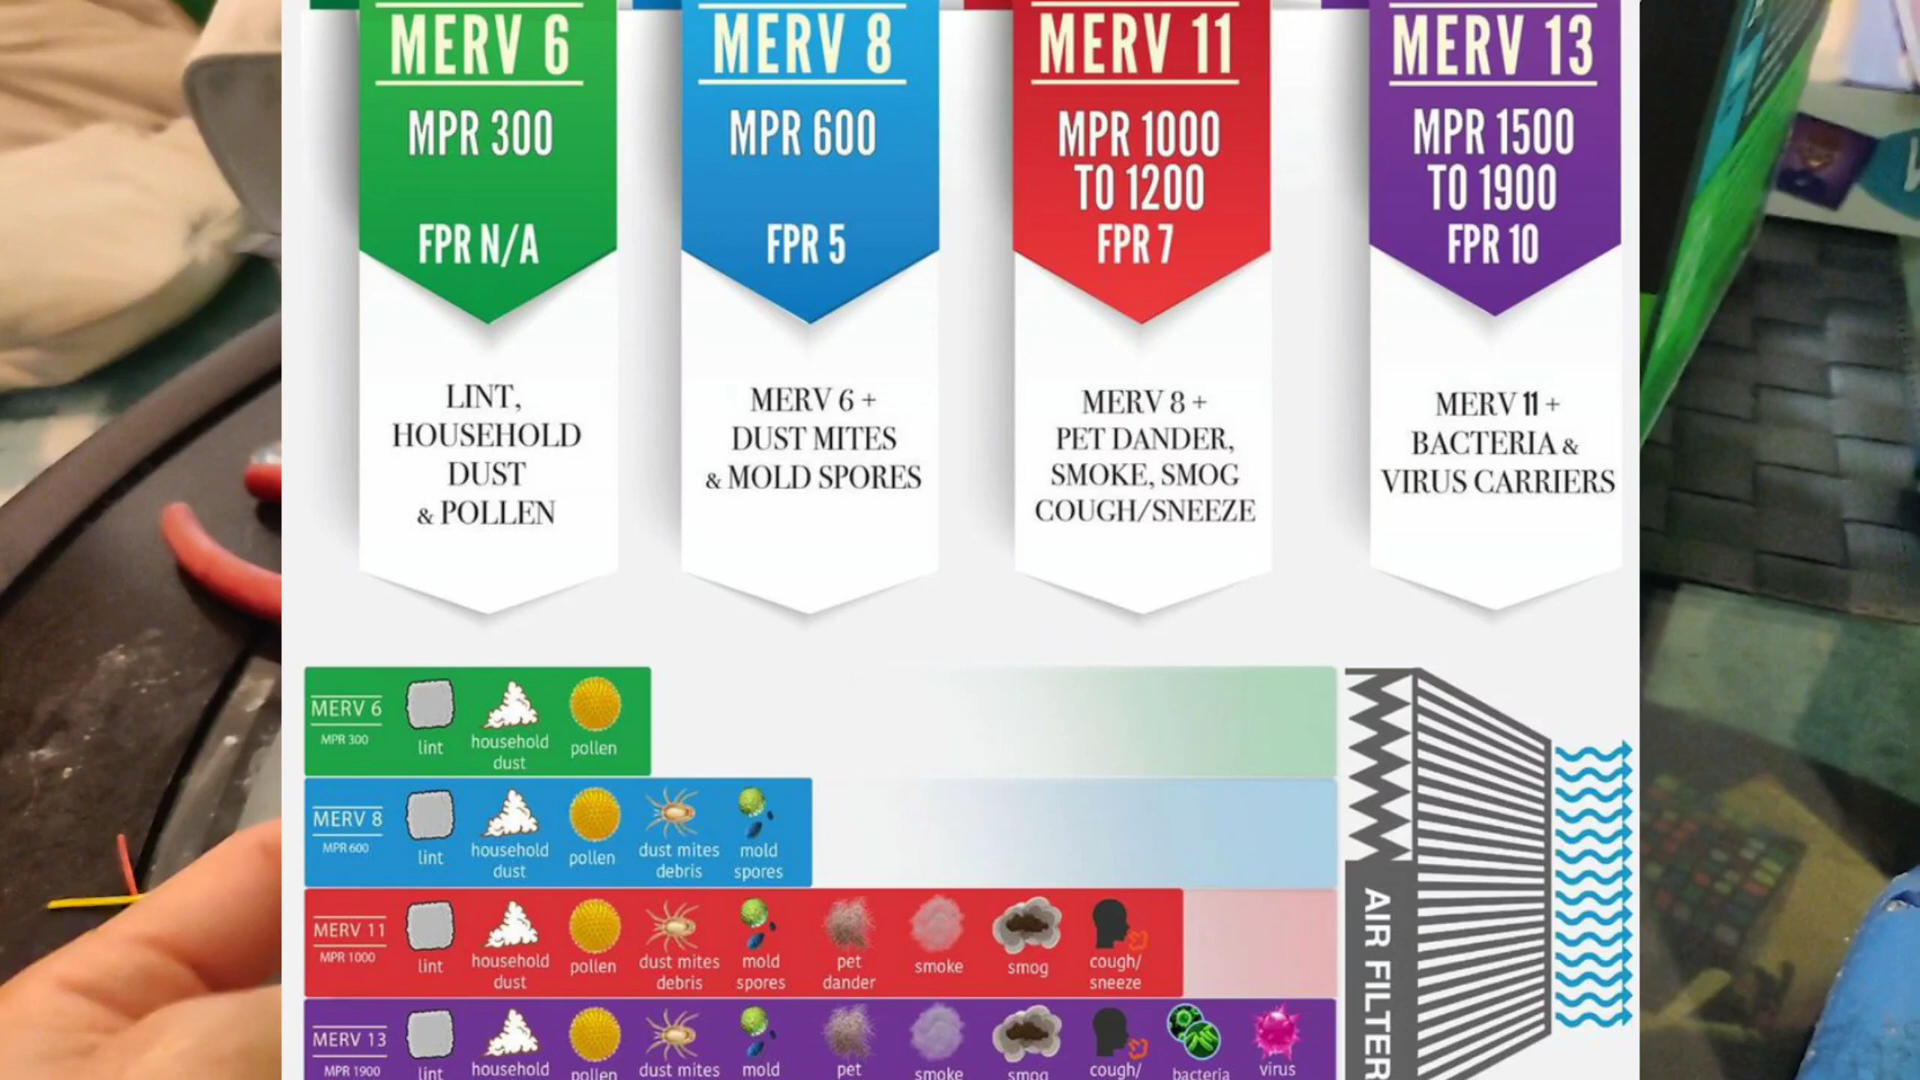 MERV 6
MPR 300
FPR N/A
LINT,
HOUSEHOLD
DUST
& POLLEN
MERV 8
MPR 600
FPR 5
MERV 6 +
DUST MITES
& MOLD SPORES
MERV 11
MPR 1000
TO 1200
FPR 7
MERV 8 +
PET DANDER,
SMOKE, SMOG
COUGH/SNEEZE
MERV 13
MPR 1500
TO 1900
FPR 10
MERV 11 +
BACTERIA &
VIRUS CARRIERS
MERV 6
MPR 300
lint
household
dust
pollen
MERV 8
MPR 600
lint
household
dust
pollen
dust mites
debris
mold
spores
MERV 11
MPR 1000
lint
household
dust
pollen
dust mites
debris
mold
spores
pet
dander
smoke
smog
cough/
sneeze
MERV 13
MPR 1900
lint
household
pollen
dust mites
mold
pet
smoke
smog
cough/
bacteria
virus
AIR FILTER